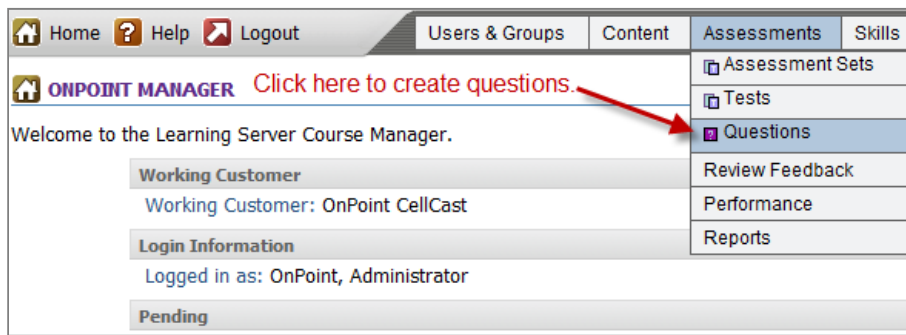 Home Help Logout Users & Groups Content Assessments Skills
Assessment Sets
ONPOINT MANAGER Click here to create questions.
Tests
Welcome to the Learning Server Course Manager.
Questions
Working Customer
Review Feedback
Working Customer: OnPoint CellCast
Performance
Login Information
Reports
Logged in as: OnPoint, Administrator
Pending